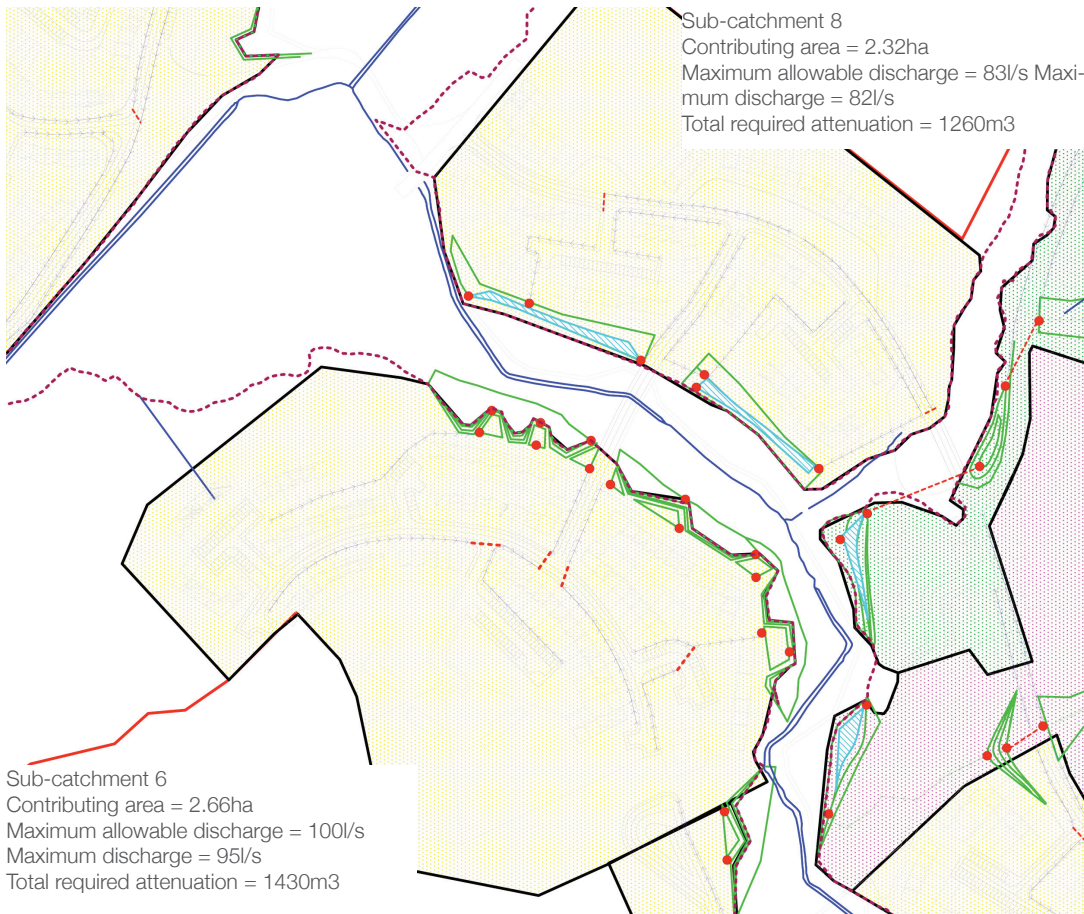 Sub-catchment 8
Contributing area = 2.32ha
Maximum allowable discharge = 83l/s Maxi-
mum discharge = 82l/s
Total required attenuation = 1260m3
Sub-catchment 6
Contributing area = 2.66ha
Maximum allowable discharge = 100l/s
Maximum discharge = 95l/s
Total required attenuation = 1430m3